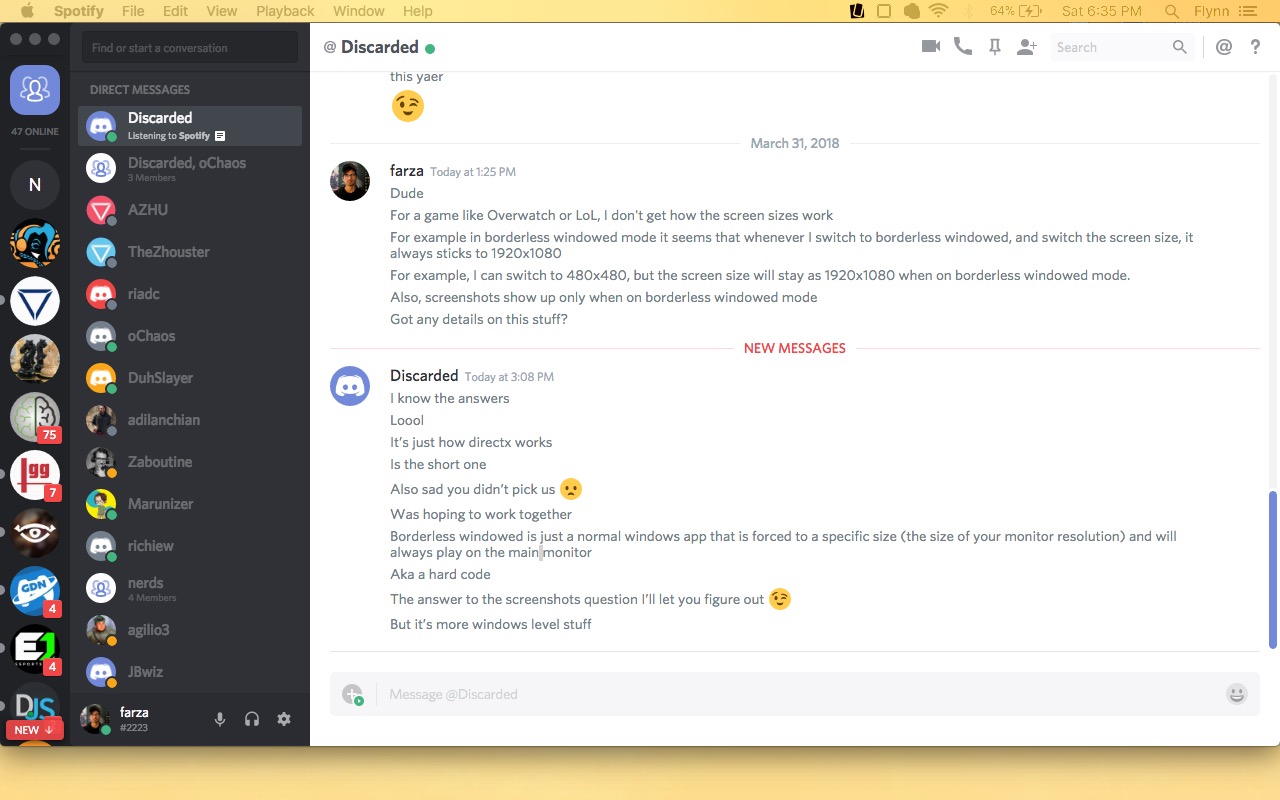 Spotify File Edit View Playback Window Help
64% Sat 6:35 PM Flynn
Find or start a conversation
DIRECT MESSAGES
Discarded
Listening to Spotify
Discarded, oChaos
3 Members
AZHU
TheZhouster
riadc
oChaos
DuhSlayer
adilanchian
Zaboutine
Marunizer
richiew
nerds
4 Members
agilio3
JBwiz
farza
#2223
47 ONLINE
N
75
lgg
7
GDN
4
EJ
ESPORTS
4
DJS
NEW
@ Discarded
Search
@ ?
this yaer
March 31, 2018
farza Today at 1:25 PM
Dude
For a game like Overwatch or LoL, I don't get how the screen sizes work
For example in borderless windowed mode it seems that whenever I switch to borderless windowed, and switch the screen size, it
always sticks to 1920x1080
For example, I can switch to 480x480, but the screen size will stay as 1920x1080 when on borderless windowed mode.
Also, screenshots show up only when on borderless windowed mode
Got any details on this stuff?
NEW MESSAGES
Discarded Today at 3:08 PM
I know the answers
Loool
It's just how directx works
Is the short one
Also sad you didn't pick us
Was hoping to work together
Borderless windowed is just a normal windows app that is forced to a specific size (the size of your monitor resolution) and will
always play on the main monitor
Aka a hard code
The answer to the screenshots question I'll let you figure out
But it's more windows level stuff
Message @Discarded